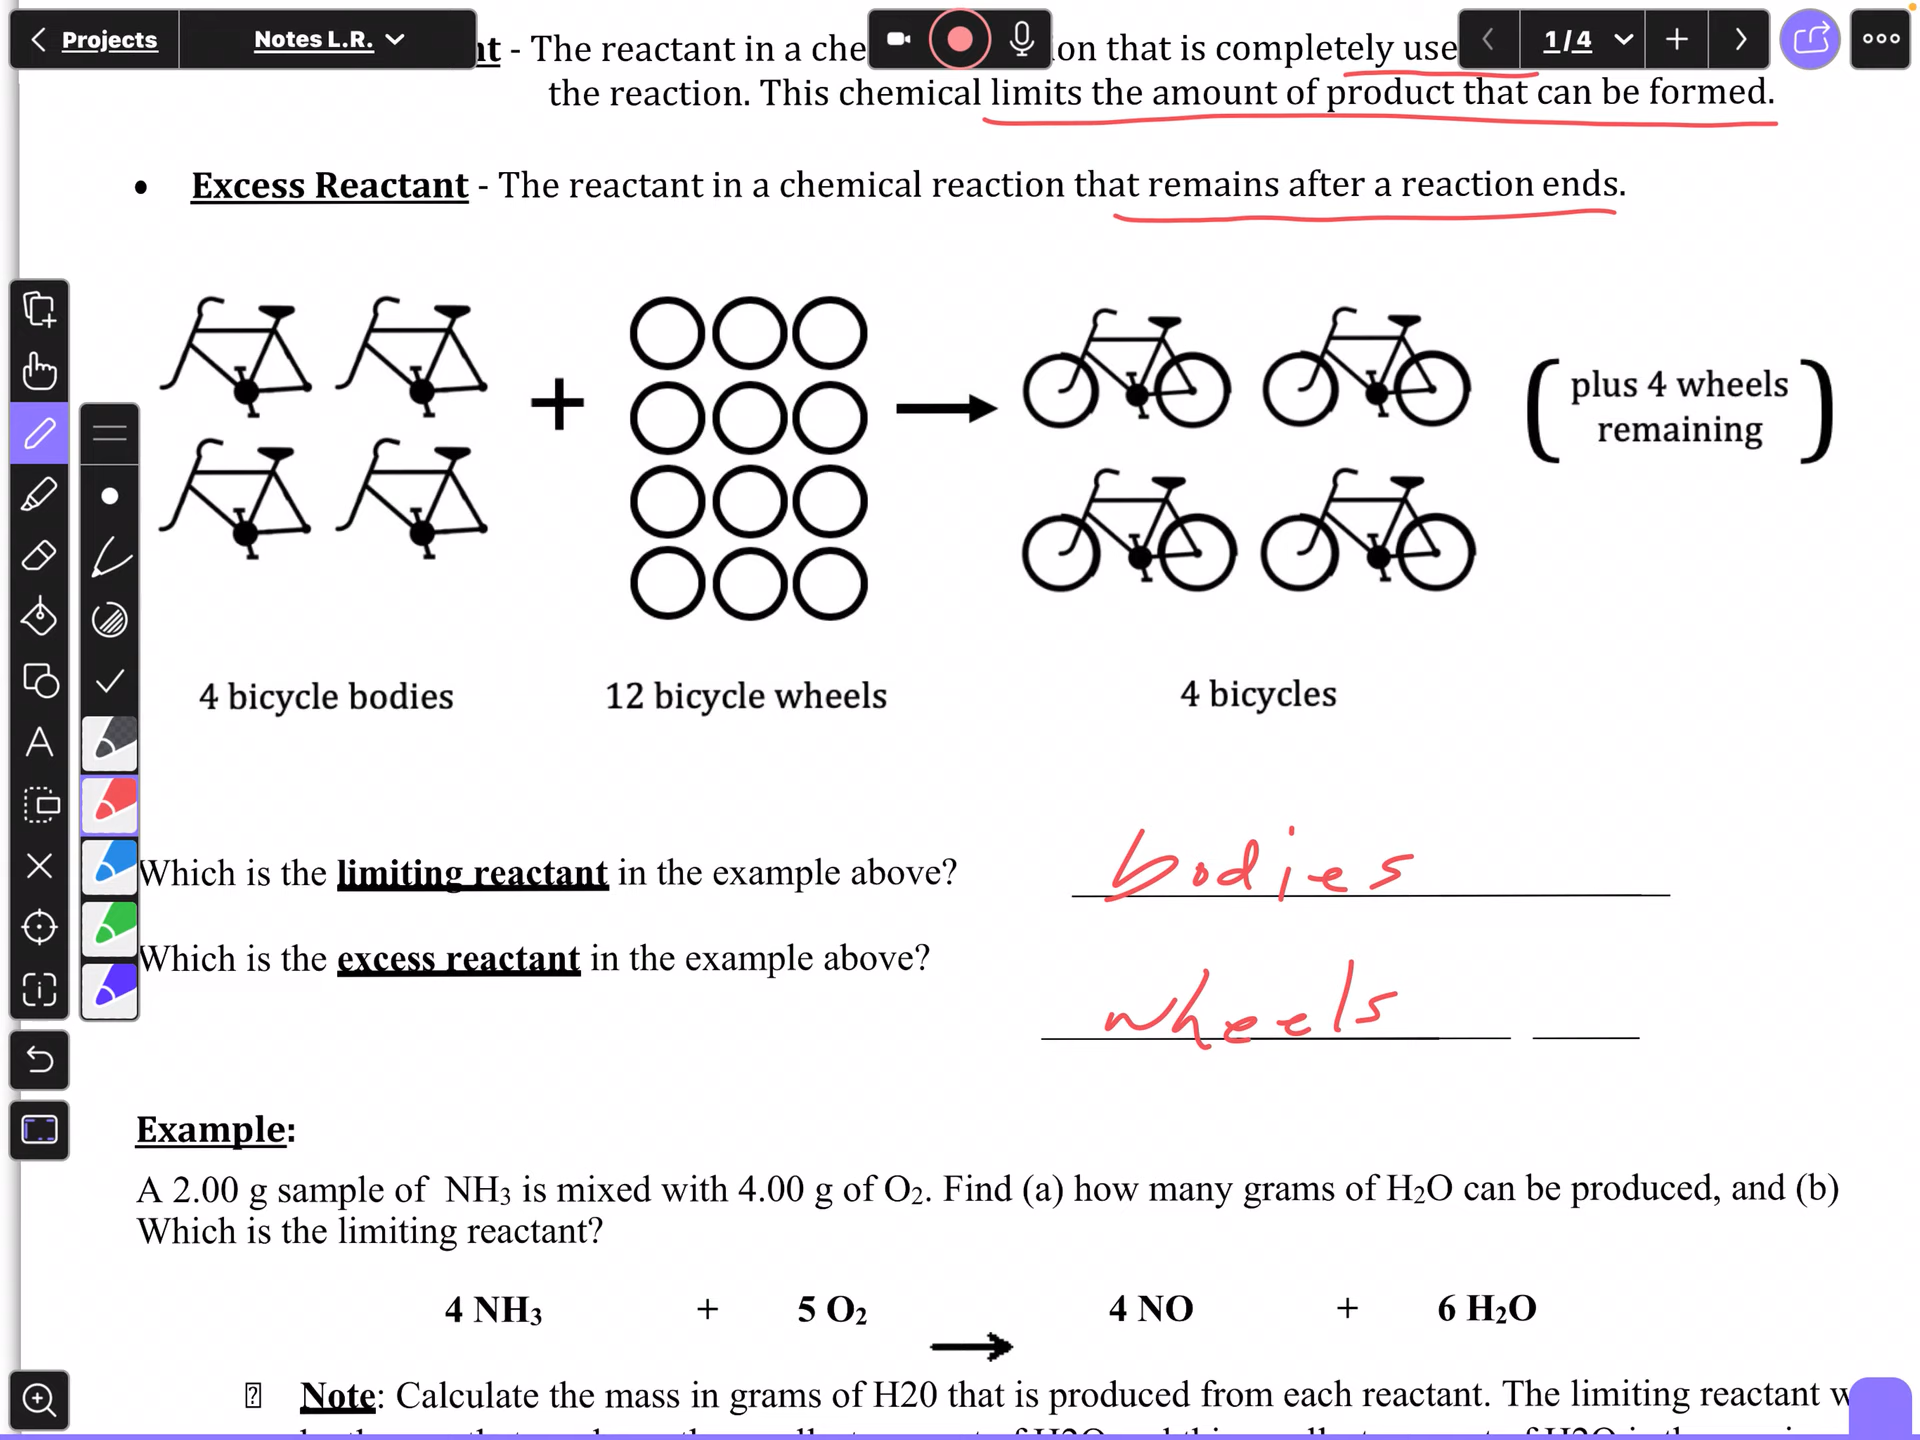 Projects
Notes L.R.
1/4
nt - The reactant in a che ion that is completely use
the reaction. This chemical limits the amount of product that can be formed.
• Excess Reactant - The reactant in a chemical reaction that remains after a reaction ends.
+
plus 4 wheels
remaining
4 bicycle bodies 12 bicycle wheels 4 bicycles
Which is the limiting reactant in the example above? bodies
Which is the excess reactant in the example above?
wheels
Example:
A 2.00 g sample of NH₃ is mixed with 4.00 g of O₂. Find (a) how many grams of H₂O can be produced, and (b)
Which is the limiting reactant?
4 NH₃ + 5 O₂ → 4 NO + 6 H₂O
Note: Calculate the mass in grams of H20 that is produced from each reactant. The limiting reactant w